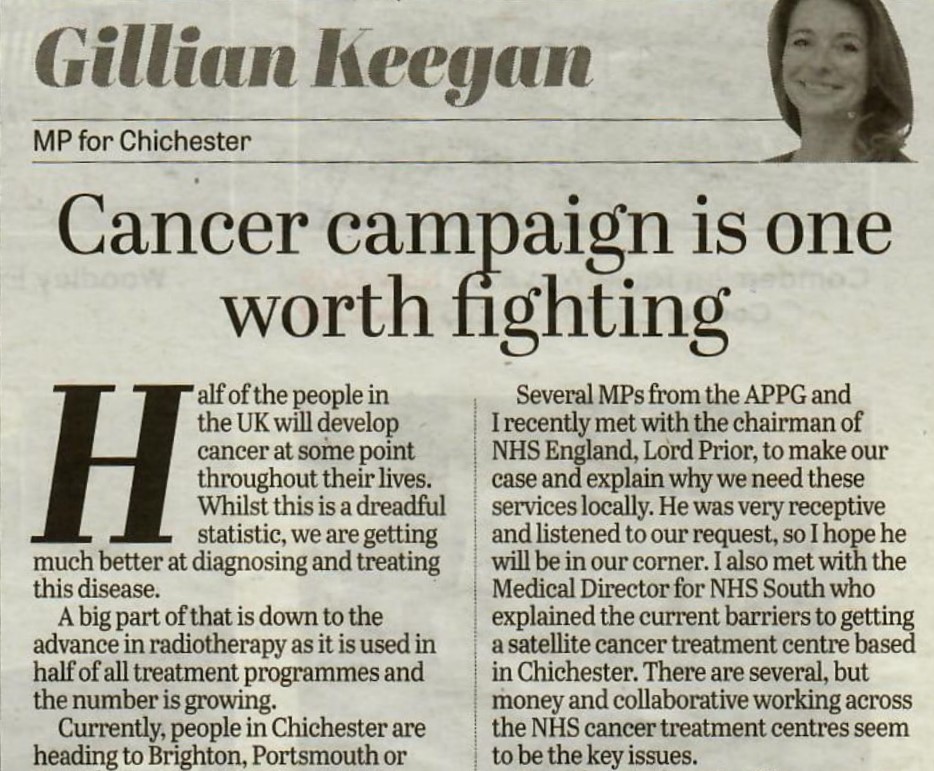 Gillian Keegan
MP for Chichester
Cancer campaign is one
worth fighting
Half of the people in
the UK will develop
cancer at some point
throughout their lives.
Whilst this is a dreadful
statistic, we are getting
much better at diagnosing and treating
this disease.
A big part of that is down to the
advance in radiotherapy as it is used in
half of all treatment programmes and
the number is growing.
Currently, people in Chichester are
heading to Brighton, Portsmouth or
Several MPs from the APPG and
I recently met with the chairman of
NHS England, Lord Prior, to make our
case and explain why we need these
services locally. He was very receptive
and listened to our request, so I hope he
will be in our corner. I also met with the
Medical Director for NHS South who
explained the current barriers to getting
a satellite cancer treatment centre based
in Chichester. There are several, but
money and collaborative working across
the NHS cancer treatment centres seem
to be the key issues.